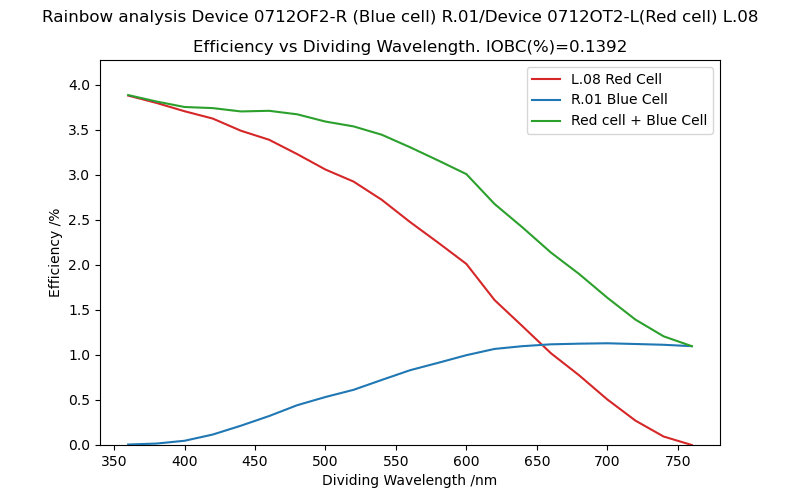 Rainbow analysis Device 0712OF2-R (Blue cell) R.01/Device 0712OT2-L(Red cell) L.08
Efficiency vs Dividing Wavelength. IOBC(%)=0.1392
L.08 Red Cell
R.01 Blue Cell
Red cell + Blue Cell
Efficiency /%
4.0
3.5
3.0
2.5
2.0
1.5
1.0
0.5
0.0
350 400 450 500 550 600 650 700 750
Dividing Wavelength /nm